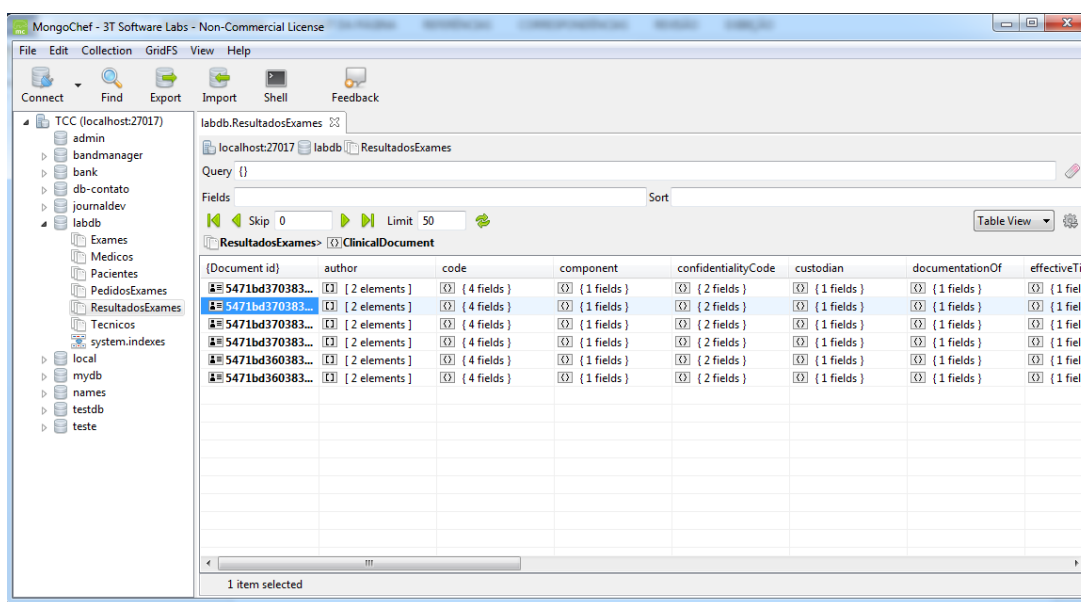 MongoChef - 3T Software Labs - Non-Commercial License
File Edit Collection GridFS View Help
Connect Find Export Import Shell Feedback
TCC (localhost:27017)
admin
bandmanager
bank
db-contato
journaldev
labdb
Exames
Medicos
Pacientes
PedidosExames
ResultadosExames
Tecnicos
system.indexes
local
mydb
names
testdb
teste
labdb.ResultadosExames
localhost:27017 labdb ResultadosExames
Query {}
Fields Sort
Skip 0 Limit 50 Table View
ResultadosExames> ClinicalDocument
{Document id} author code component confidentialityCode custodian documentationOf effectiveTi
5471bd370383... [ 2 elements ] { 4 fields } { 1 fields } { 2 fields } { 1 fields } { 1 fields } { 1 fiel
5471bd370383... [ 2 elements ] { 4 fields } { 1 fields } { 2 fields } { 1 fields } { 1 fields } { 1 fiel
5471bd370383... [ 2 elements ] { 4 fields } { 1 fields } { 2 fields } { 1 fields } { 1 fields } { 1 fiel
5471bd370383... [ 2 elements ] { 4 fields } { 1 fields } { 2 fields } { 1 fields } { 1 fields } { 1 fiel
5471bd360383... [ 2 elements ] { 4 fields } { 1 fields } { 2 fields } { 1 fields } { 1 fields } { 1 fiel
5471bd360383... [ 2 elements ] { 4 fields } { 1 fields } { 2 fields } { 1 fields } { 1 fields } { 1 fiel
1 item selected